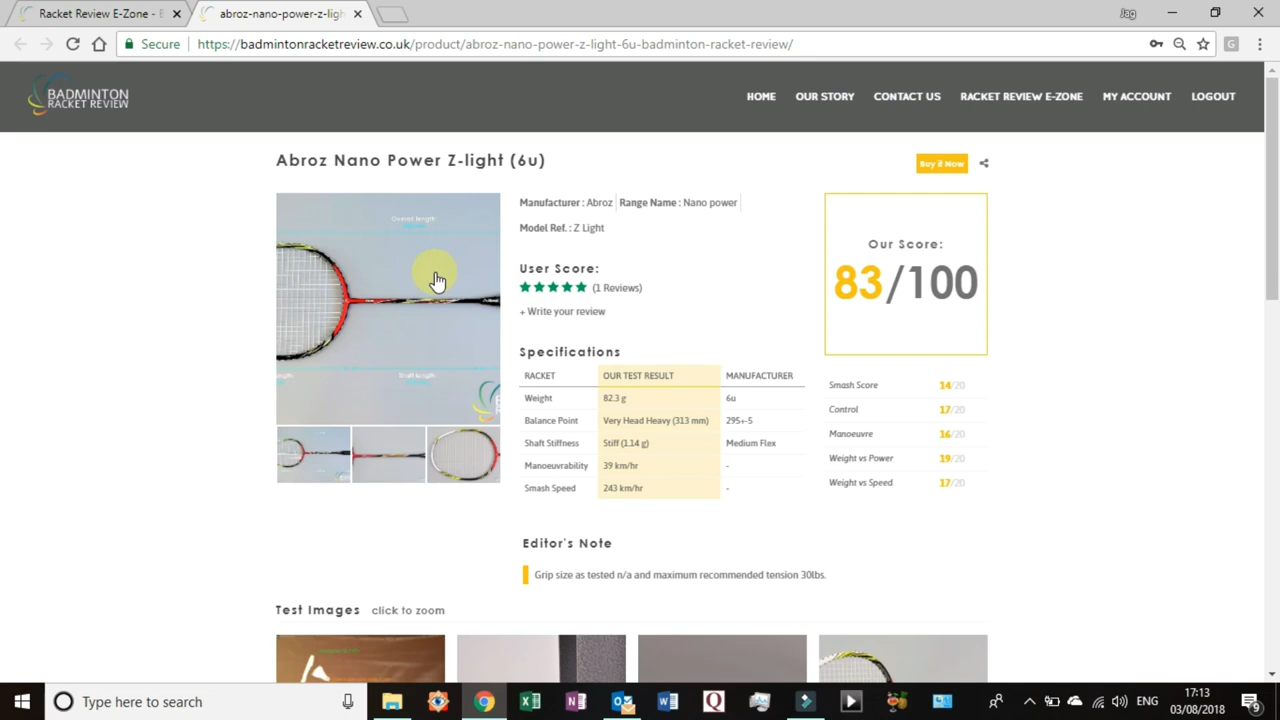 Racket Review E-Zone - B
abroz-nano-power-z-light
Jag
Secure
https://badmintonracketreview.co.uk/product/abroz-nano-power-z-light-6u-badminton-racket-review/
BADMINTON
RACKET REVIEW
HOME OUR STORY CONTACT US RACKET REVIEW E-ZONE MY ACCOUNT LOGOUT
Abroz Nano Power Z-light (6u)
Buy it Now
Overall length:
Shaft length:
Manufacturer : Abroz Range Name : Nano power
Model Ref. : Z Light
User Score:
(1 Reviews)
+ Write your review
Specifications
RACKET OUR TEST RESULT MANUFACTURER
Weight 82.3 g 6u
Balance Point Very Head Heavy (313 mm) 295+-5
Shaft Stiffness Stiff (1.14 g) Medium Flex
Manoeuvrability 39 km/hr -
Smash Speed 243 km/hr -
Our Score:
83/100
Smash Score 14/20
Control 17/20
Manoeuvre 16/20
Weight vs Power 19/20
Weight vs Speed 17/20
Editor's Note
Grip size as tested n/a and maximum recommended tension 30lbs.
Test Images click to zoom
Type here to search
ENG
17:13
03/08/2018